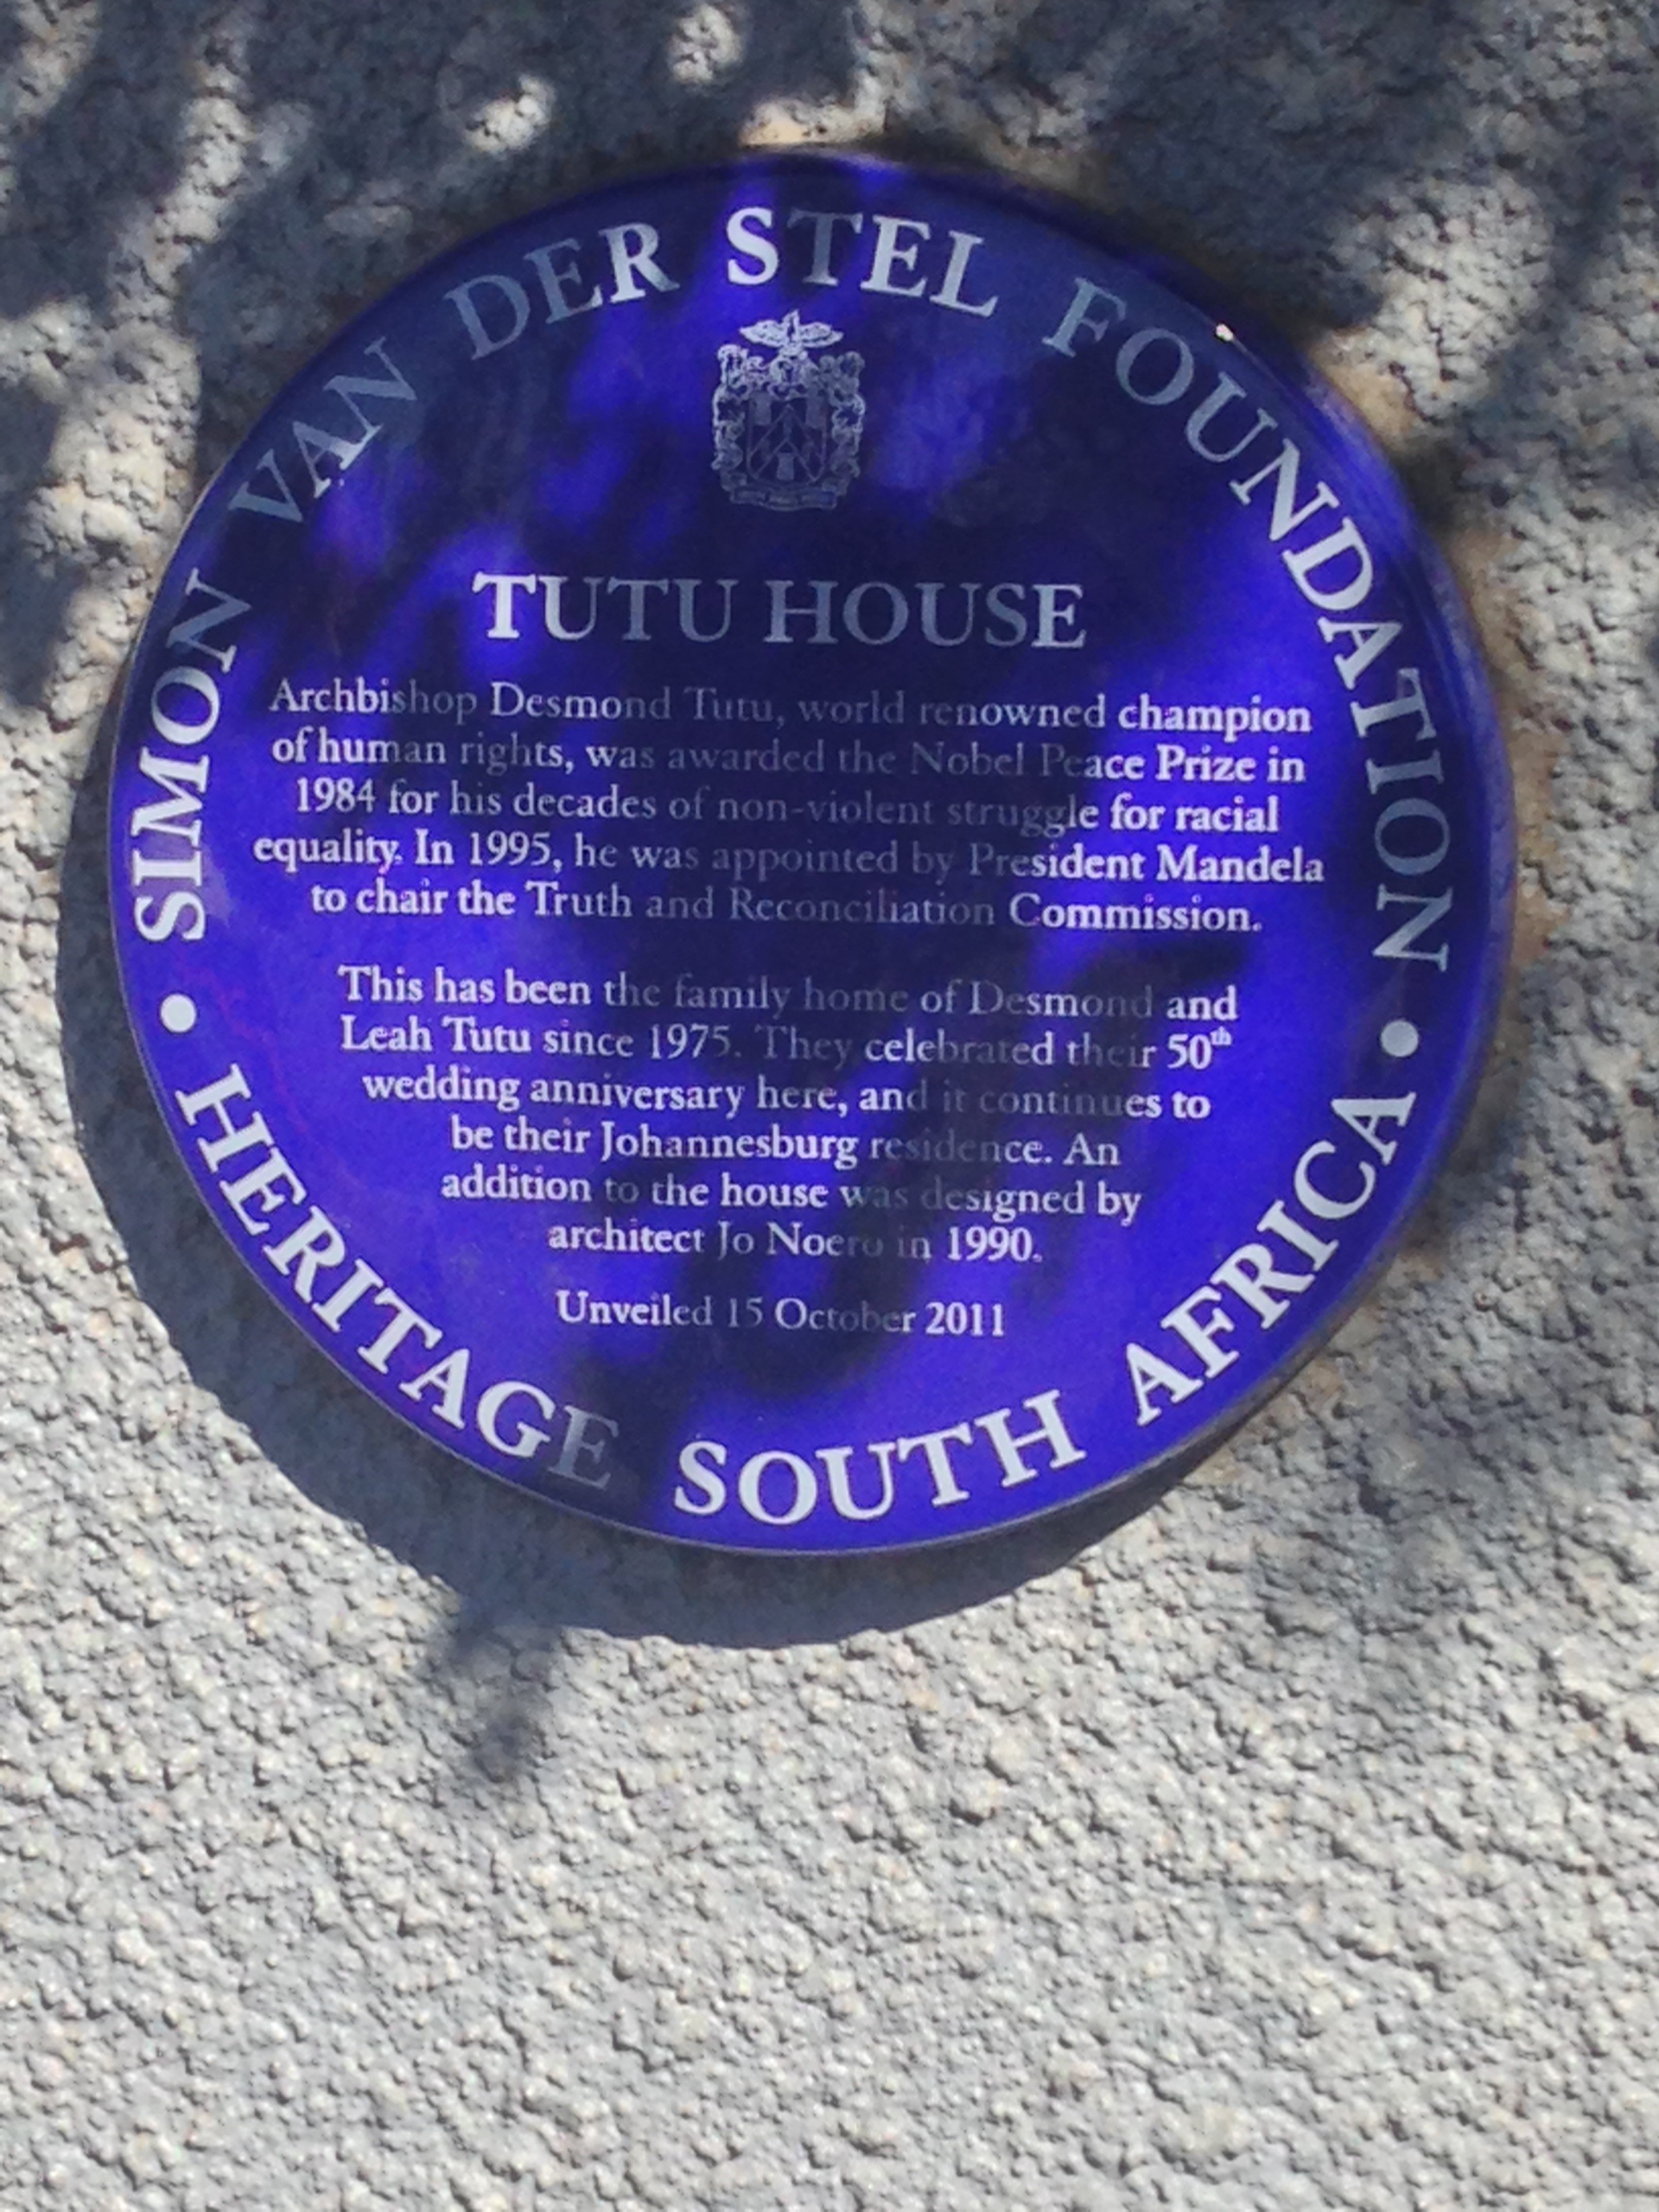 SIMON VAN DER STEL FOUNDATION
TUTU HOUSE
Archbishop Desmond Tutu, world renowned champion
of human rights, was awarded the Nobel Peace Prize in
1984 for his decades of non-violent struggle for racial
equality. In 1995, he was appointed by President Mandela
to chair the Truth and Reconciliation Commission.
This has been the family home of Desmond and
Leah Tutu since 1975. They celebrated their 50th
wedding anniversary here, and it continues to
be their Johannesburg residence. An
addition to the house was designed by
architect Jo Noero in 1990.
Unveiled 15 October 2011
• HERITAGE SOUTH AFRICA •